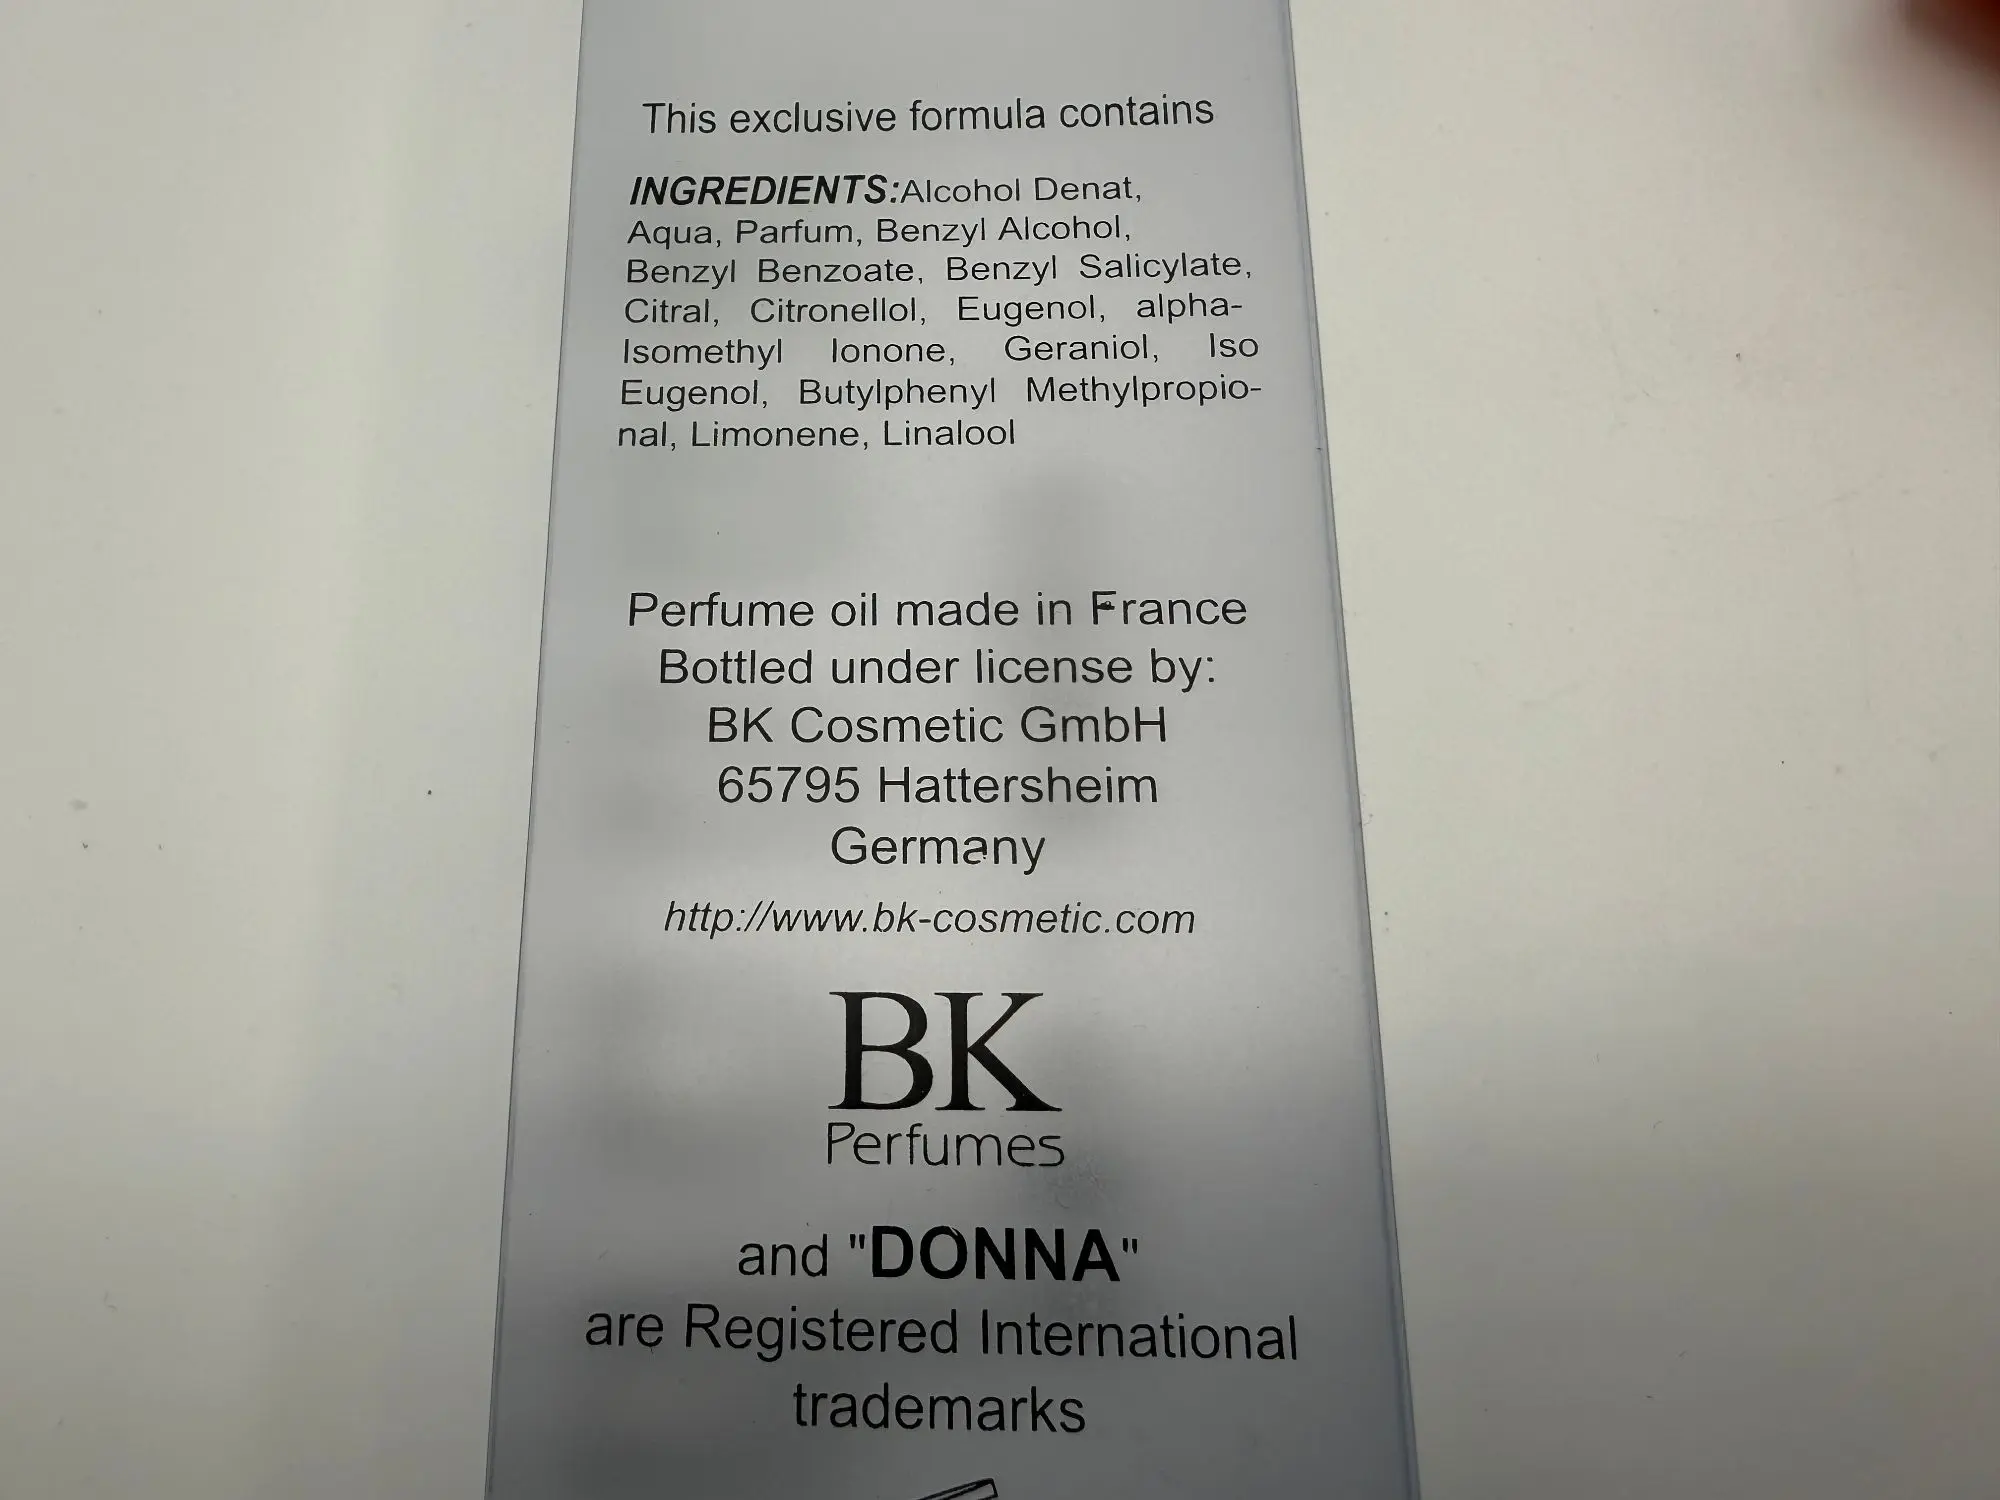 This exclusive formula contains
INGREDIENTS:Alcohol Denat,
Aqua, Parfum, Benzyl Alcohol,
Benzyl Benzoate, Benzyl Salicylate,
Citral, Citronellol, Eugenol, alpha-
Isomethyl Ionone, Geraniol, Iso
Eugenol, Butylphenyl Methylpropio-
nal, Limonene, Linalool
Perfume oil made in France
Bottled under license by:
BK Cosmetic GmbH
65795 Hattersheim
Germany
http://www.bk-cosmetic.com
BK
Perfumes
and "DONNA"
are Registered International
trademarks